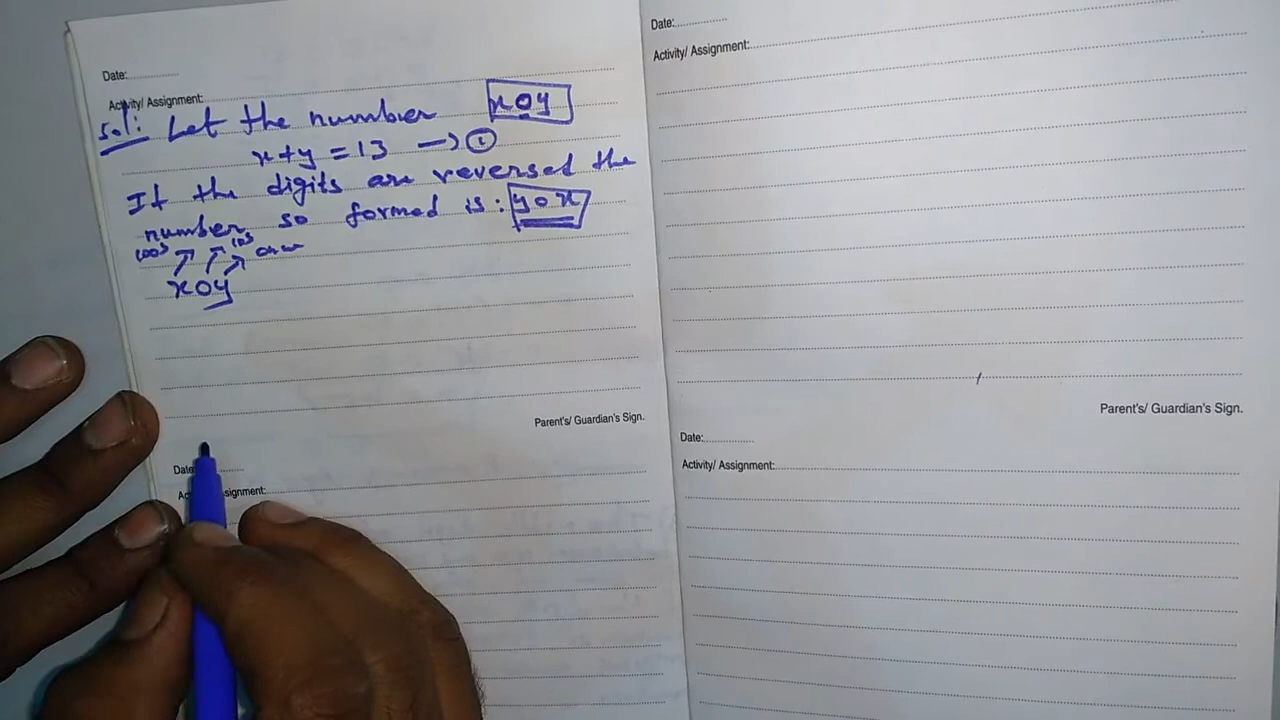 Date:
Activity/ Assignment:
Sol: Let the number x0y
x+y=13 → ①
If the digits are reversed the
number so formed is: y0x
100s 10s ones
x0y
Parent's/ Guardian's Sign.
Date:
Activity/ Assignment:
Date:
Activity/ Assignment:
Parent's/ Guardian's Sign.
Date:
Activity/ Assignment: